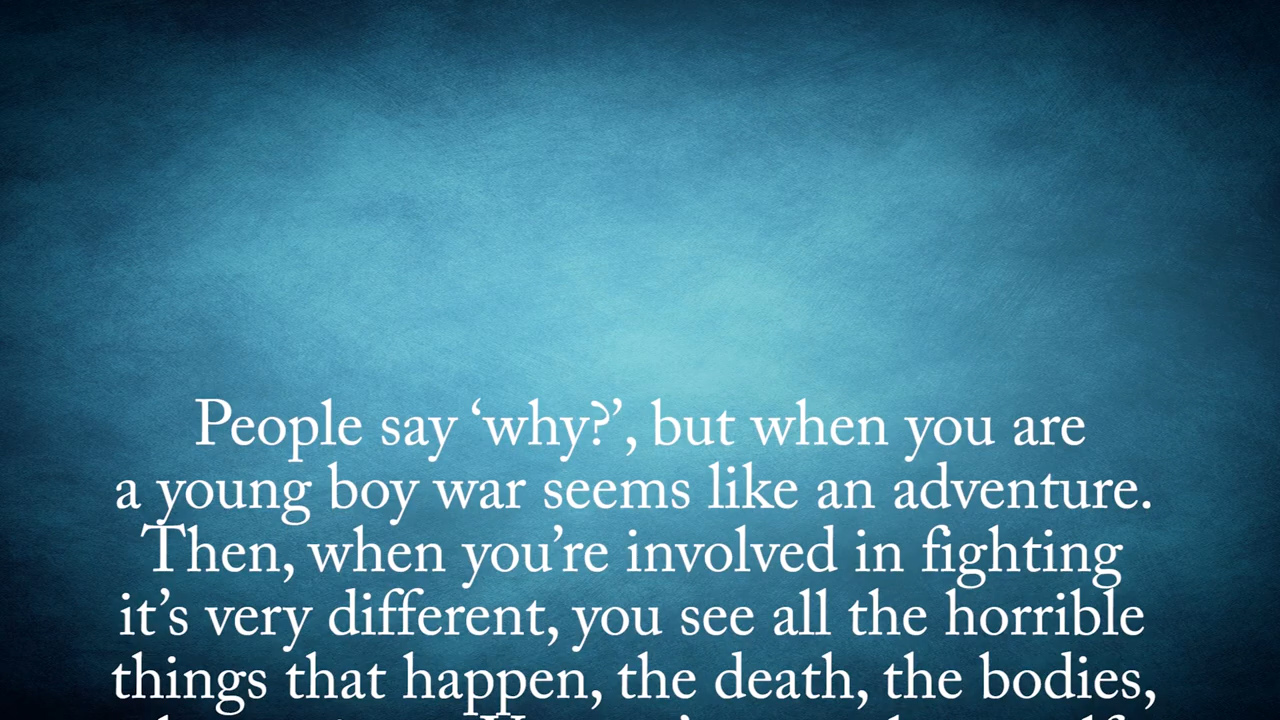 People say ‘why?’, but when you are
a young boy war seems like an adventure.
Then, when you’re involved in fighting
it’s very different, you see all the horrible
things that happen, the death, the bodies,